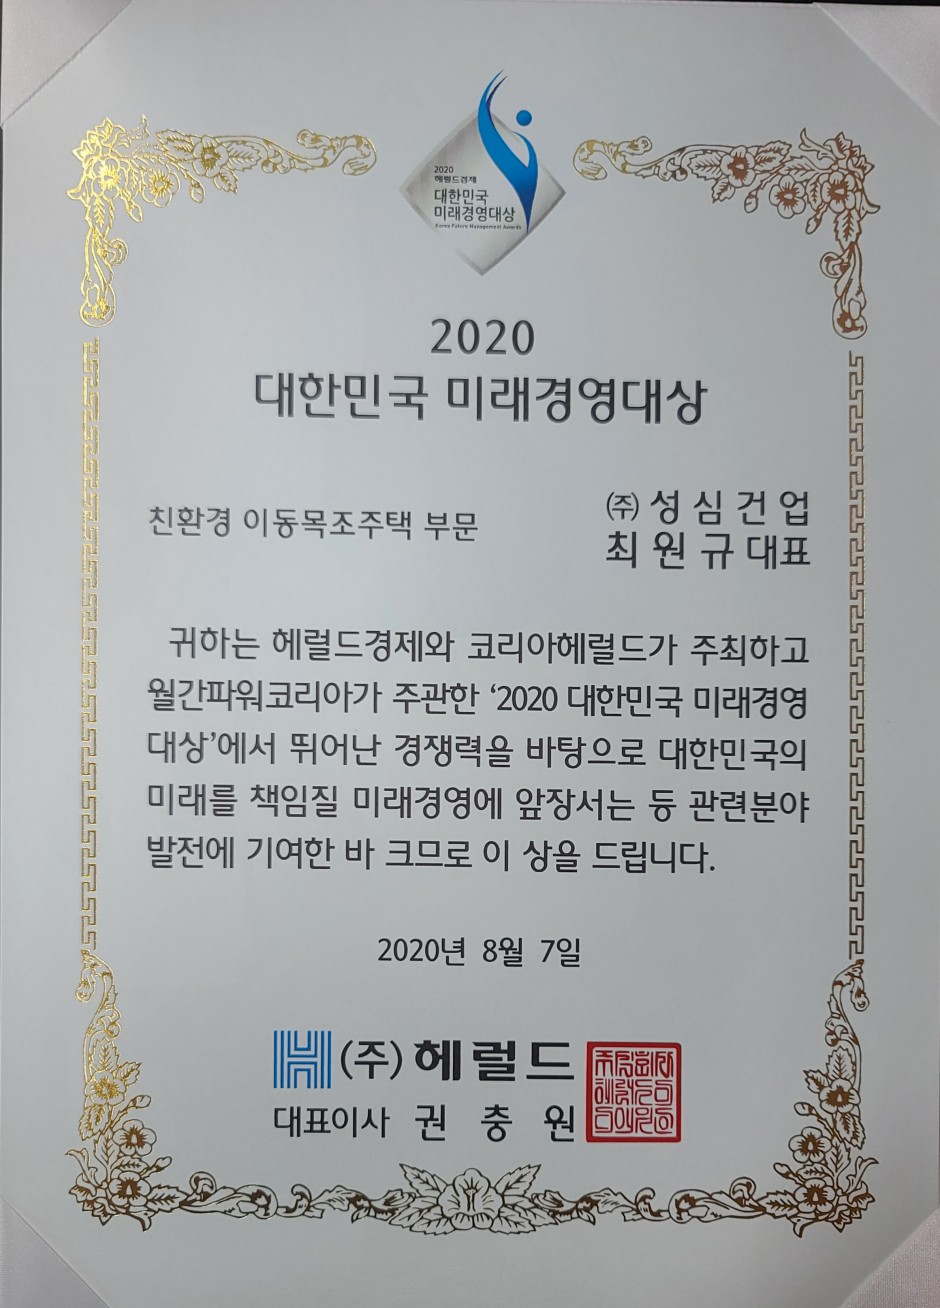 2020
헤럴드경제
대한민국
미래경영대상
Korea Future Management Awards
2020
대한민국 미래경영대상
친환경 이동목조주택 부문
㈜ 성 심 건 업
최 원 규 대표
귀하는 헤럴드경제와 코리아헤럴드가 주최하고
월간파워코리아가 주관한 ‘2020 대한민국 미래경영
대상’에서 뛰어난 경쟁력을 바탕으로 대한민국의
미래를 책임질 미래경영에 앞장서는 등 관련분야
발전에 기여한 바 크므로 이 상을 드립니다.
2020년 8월 7일
(주) 헤럴드
대표이사 권 충 원